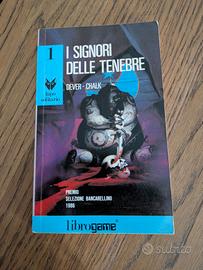 1
I SIGNORI
DELLE TENEBRE
DEVER - CHALK
lupo
solitario
PREMIO
SELEZIONE BANCARELLINO
1986
librogame
subito